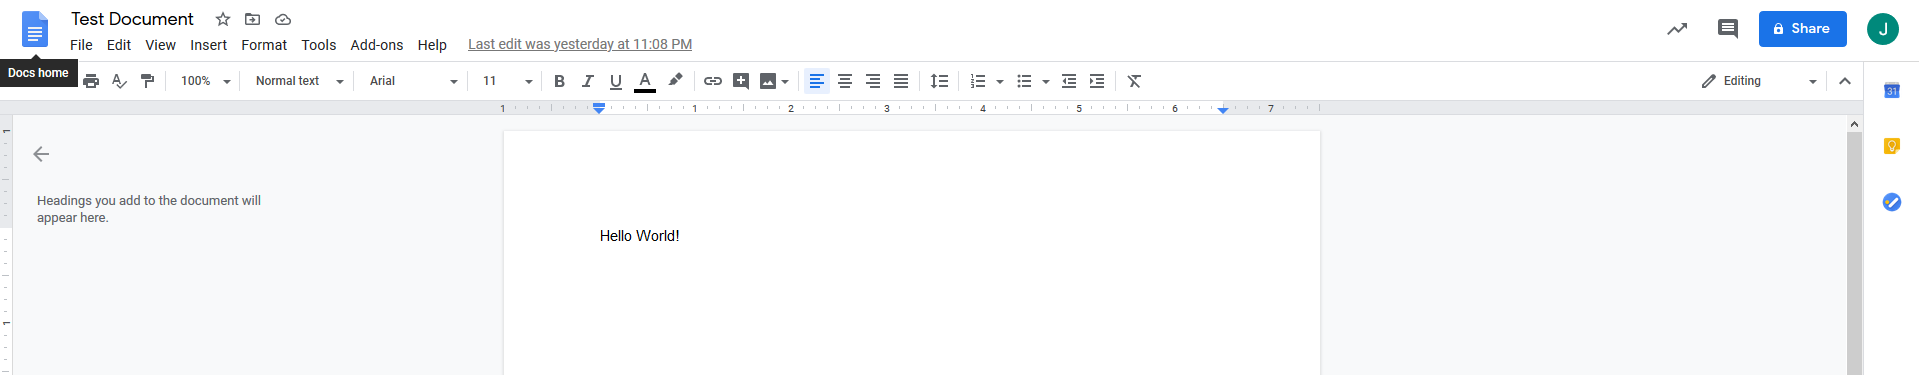 Test Document
File Edit View Insert Format Tools Add-ons Help Last edit was yesterday at 11:08 PM
Share
J
Docs home
100% Normal text Arial 11 B I U A
Editing
1 1 2 3 4 5 6 7
31
1
Headings you add to the document will
appear here.
Hello World!
1